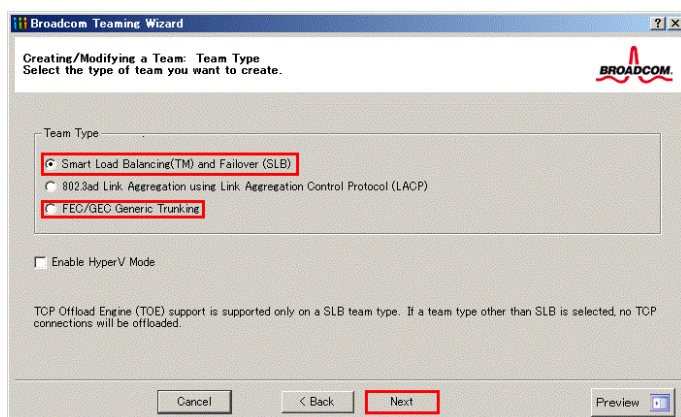 Broadcom Teaming Wizard
Creating/Modifying a Team: Team Type
Select the type of team you want to create.
BROADCOM.
Team Type
Smart Load Balancing(TM) and Failover (SLB)
802.3ad Link Aggregation using Link Aggregation Control Protocol (LACP)
FEC/GEC Generic Trunking
Enable HyperV Mode
TCP Offload Engine (TOE) support is supported only on a SLB team type. If a team type other than SLB is selected, no TCP
connections will be offloaded.
Cancel
< Back
Next
Preview